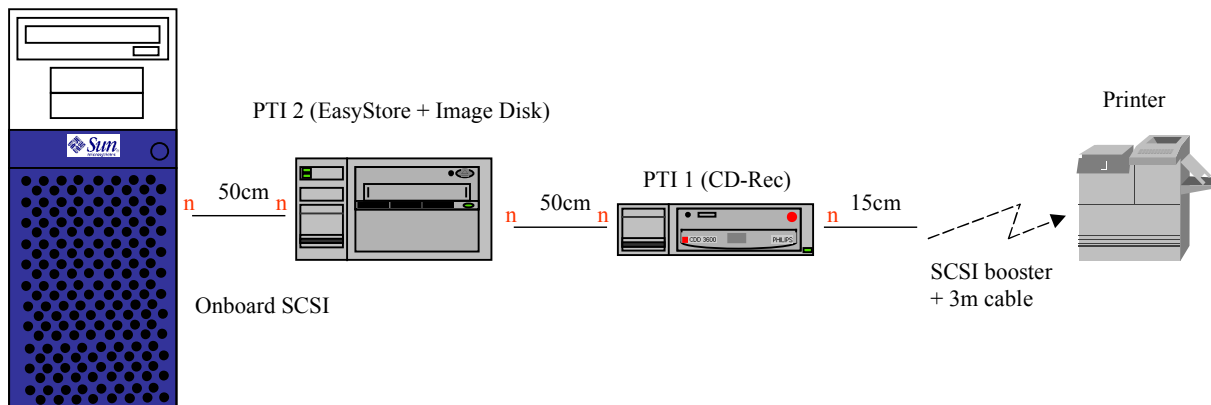 PTI 2 (EasyStore + Image Disk)
Printer
Sun
microsystems
n
50cm
n
n
50cm
n
PTI 1 (CD-Rec)
CDD 3600
PHILIPS
n
15cm
SCSI booster
+ 3m cable
Onboard SCSI